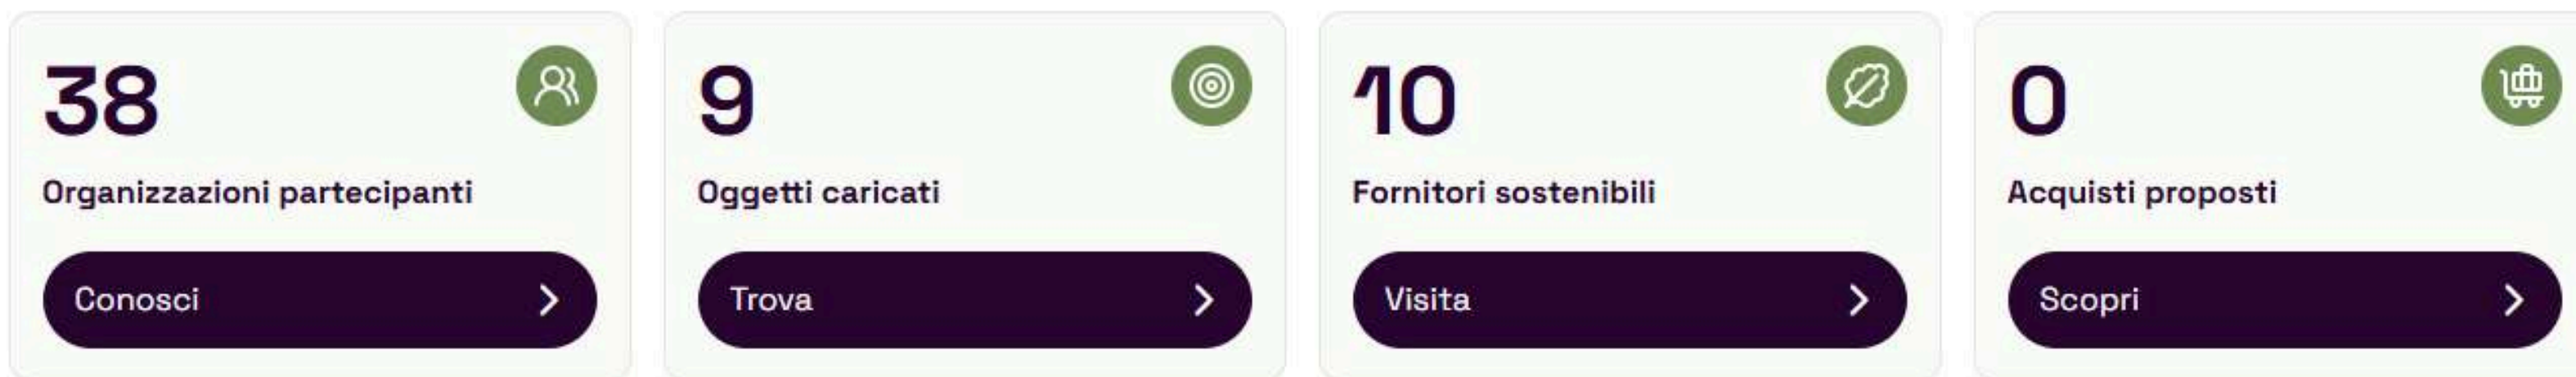 38
Organizzazioni partecipanti
Conosci
9
Oggetti caricati
Trova
10
Fornitori sostenibili
Visita
0
Acquisti proposti
Scopri